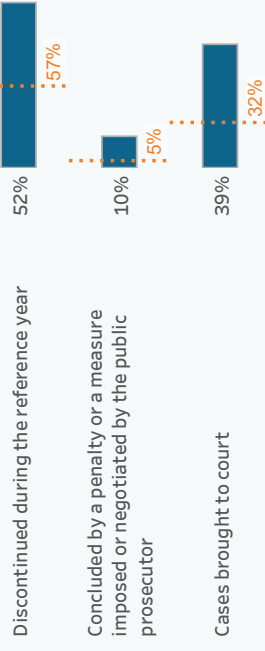 Discontinued during the reference year
52%
57%
Concluded by a penalty or a measure
imposed or negotiated by the public
prosecutor
10%
5%
Cases brought to court
39%
32%